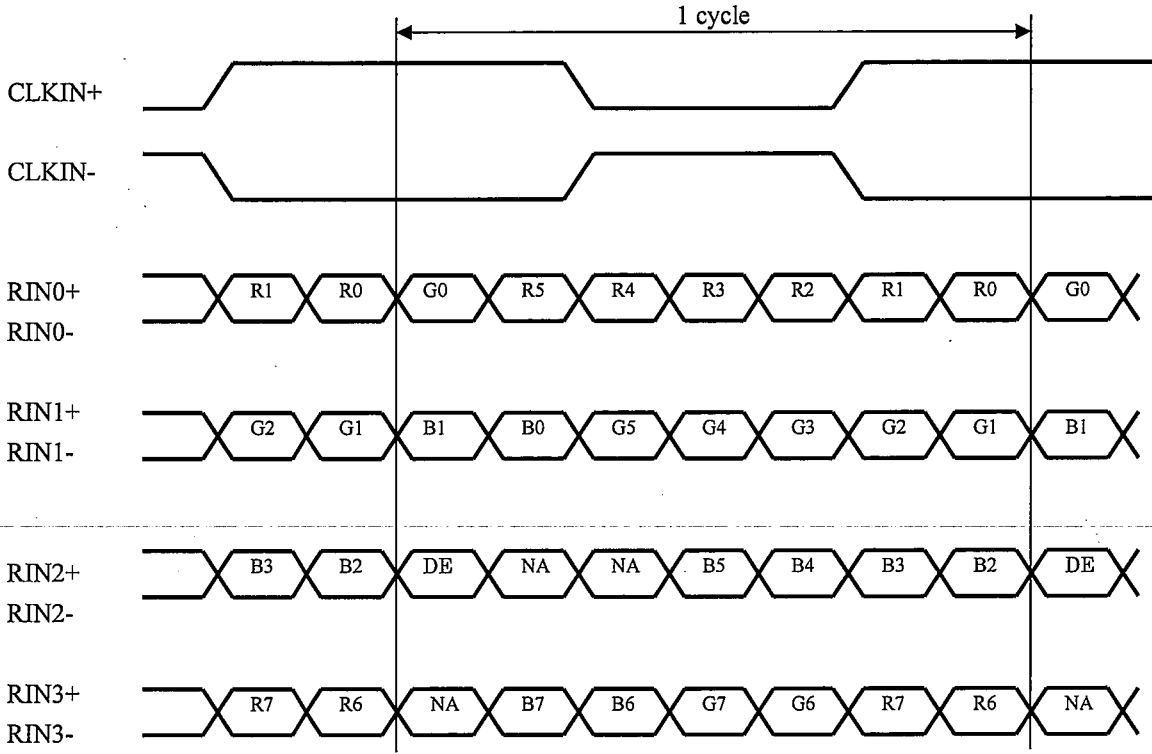 1 cycle
CLKIN+
CLKIN-
RIN0+
RIN0-
R1 R0 G0 R5 R4 R3 R2 R1 R0 G0
RIN1+
RIN1-
G2 G1 B1 B0 G5 G4 G3 G2 G1 B1
RIN2+
RIN2-
B3 B2 DE NA NA B5 B4 B3 B2 DE
RIN3+
RIN3-
R7 R6 NA B7 B6 G7 G6 R7 R6 NA